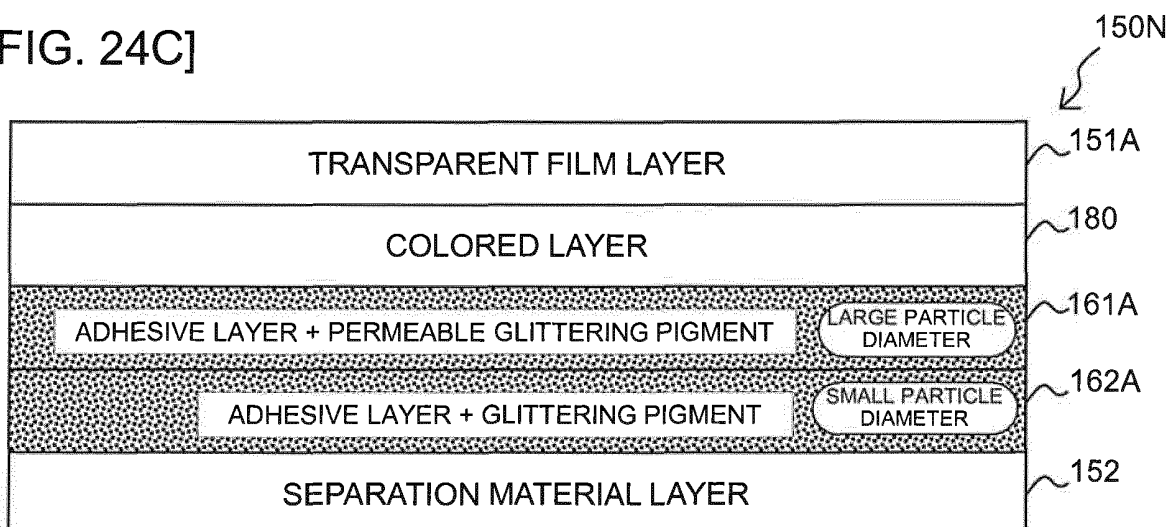 FIG. 24C]
150N
TRANSPARENT FILM LAYER
151A
COLORED LAYER
180
ADHESIVE LAYER + PERMEABLE GLITTERING PIGMENT
LARGE PARTICLE
DIAMETER
161A
ADHESIVE LAYER + GLITTERING PIGMENT
SMALL PARTICLE
DIAMETER
162A
SEPARATION MATERIAL LAYER
152